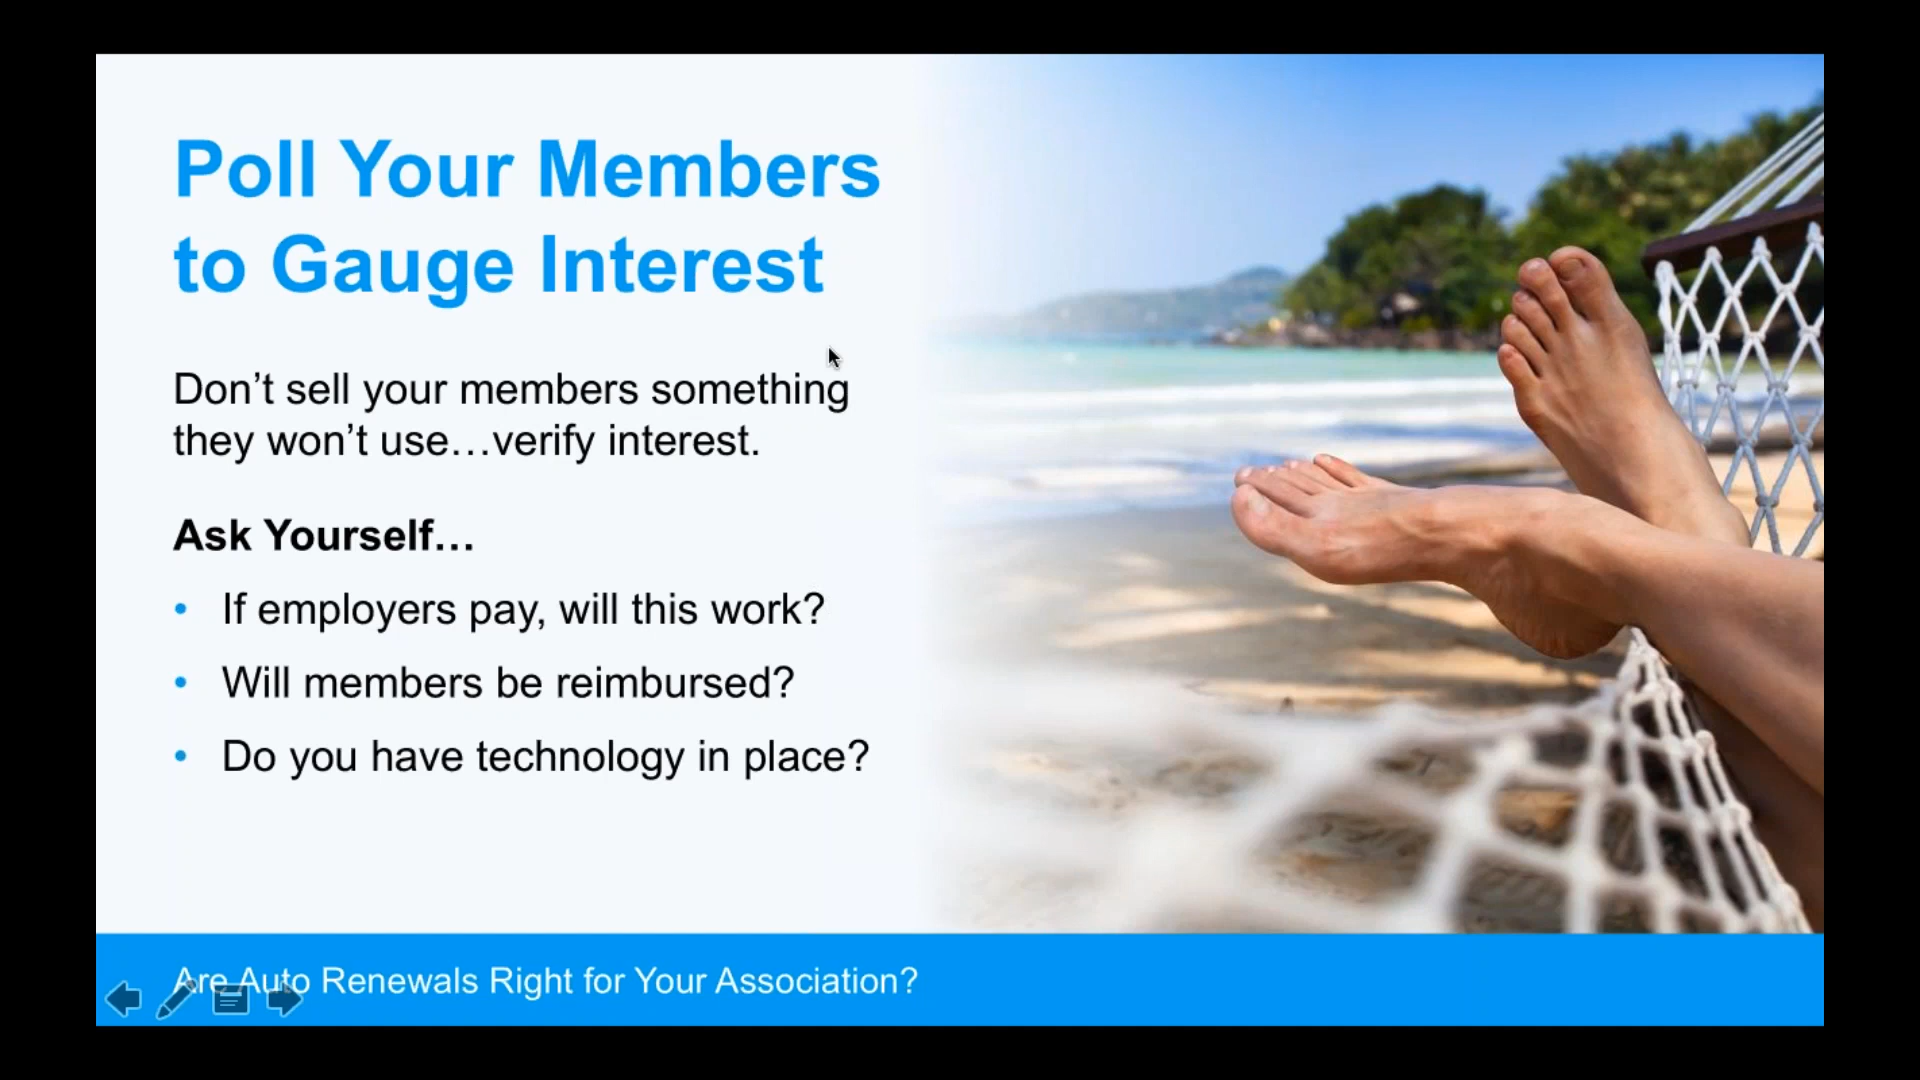 Poll Your Members
to Gauge Interest
Don’t sell your members something
they won’t use…verify interest.
Ask Yourself…
• If employers pay, will this work?
• Will members be reimbursed?
• Do you have technology in place?
Are Auto Renewals Right for Your Association?